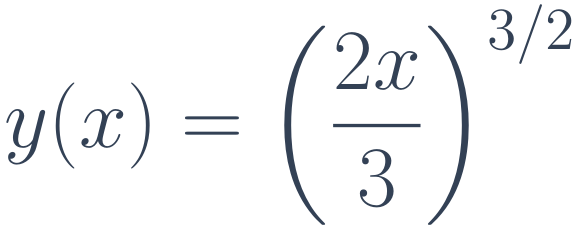 y(x) = (2x/3)^{3/2}